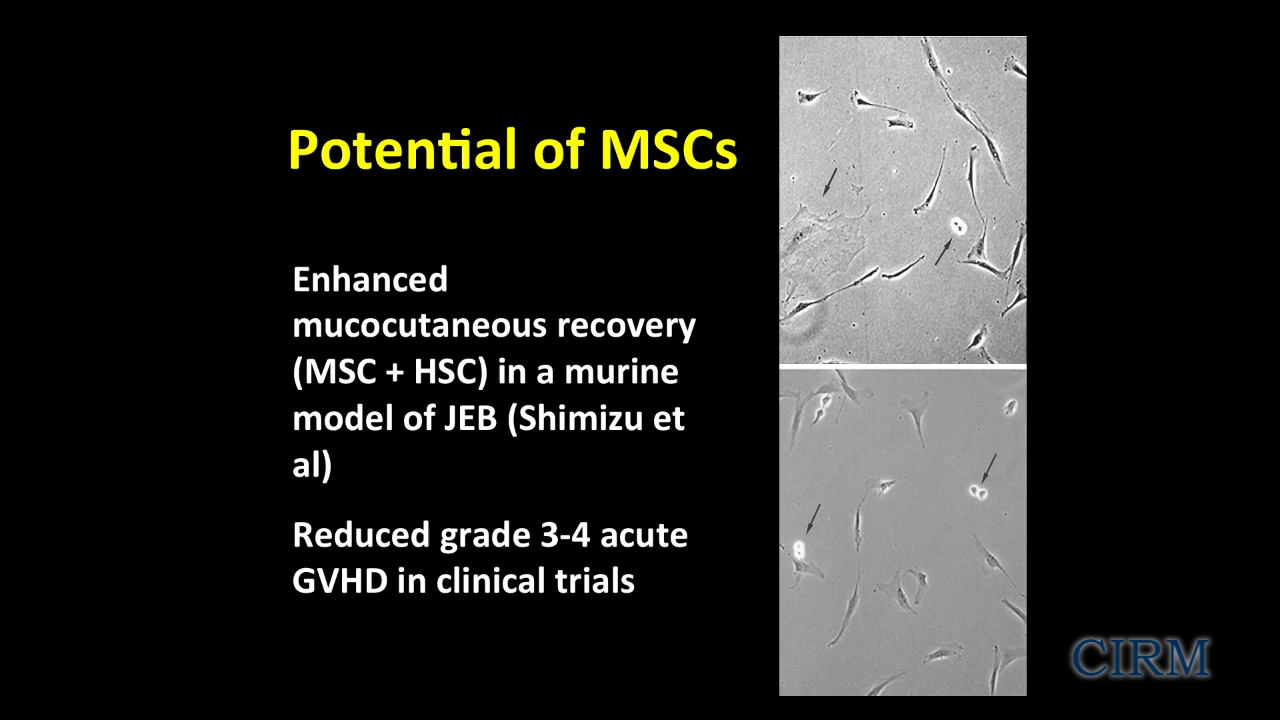 Potential of MSCs
Enhanced
mucocutaneous recovery
(MSC + HSC) in a murine
model of JEB (Shimizu et
al)
Reduced grade 3-4 acute
GVHD in clinical trials
CIRM